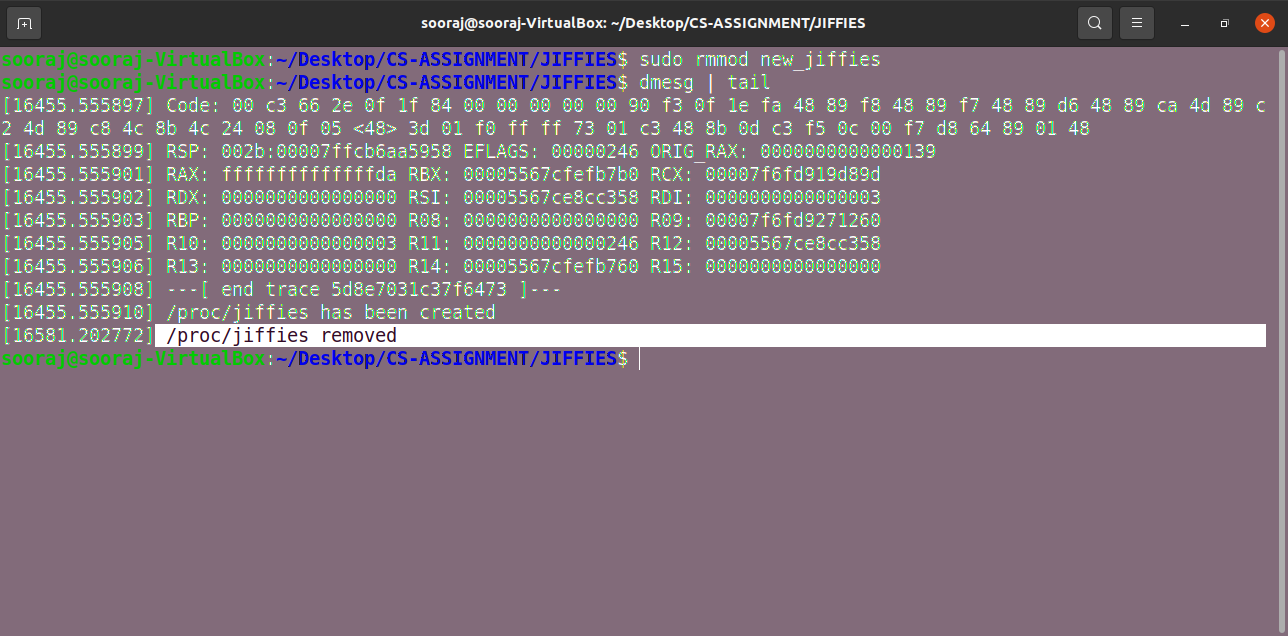 sooraj@sooraj-VirtualBox: ~/Desktop/CS-ASSIGNMENT/JIFFIES
sooraj@sooraj-VirtualBox:~/Desktop/CS-ASSIGNMENT/JIFFIES$ sudo rmmod new_jiffies
sooraj@sooraj-VirtualBox:~/Desktop/CS-ASSIGNMENT/JIFFIES$ dmesg | tail
[16455.555897] Code: 00 c3 66 2e 0f 1f 84 00 00 00 00 00 90 f3 0f 1e fa 48 89 f8 48 89 f7 48 89 d6 48 89 ca 4d 89 c
2 4d 89 c8 4c 8b 4c 24 08 0f 05 <48> 3d 01 f0 ff ff 73 01 c3 48 8b 0d c3 f5 0c 00 f7 d8 64 89 01 48
[16455.555899] RSP: 002b:00007ffcb6aa5958 EFLAGS: 00000246 ORIG_RAX: 0000000000000139
[16455.555901] RAX: ffffffffffffffda RBX: 00005567cfefb7b0 RCX: 00007f6fd919d89d
[16455.555902] RDX: 0000000000000000 RSI: 00005567ce8cc358 RDI: 0000000000000003
[16455.555903] RBP: 0000000000000000 R08: 0000000000000000 R09: 00007f6fd9271260
[16455.555905] R10: 0000000000000003 R11: 0000000000000246 R12: 00005567ce8cc358
[16455.555906] R13: 0000000000000000 R14: 00005567cfefb760 R15: 0000000000000000
[16455.555908] ---[ end trace 5d8e7031c37f6473 ]---
[16455.555910] /proc/jiffies has been created
[16581.202772] /proc/jiffies removed
sooraj@sooraj-VirtualBox:~/Desktop/CS-ASSIGNMENT/JIFFIES$